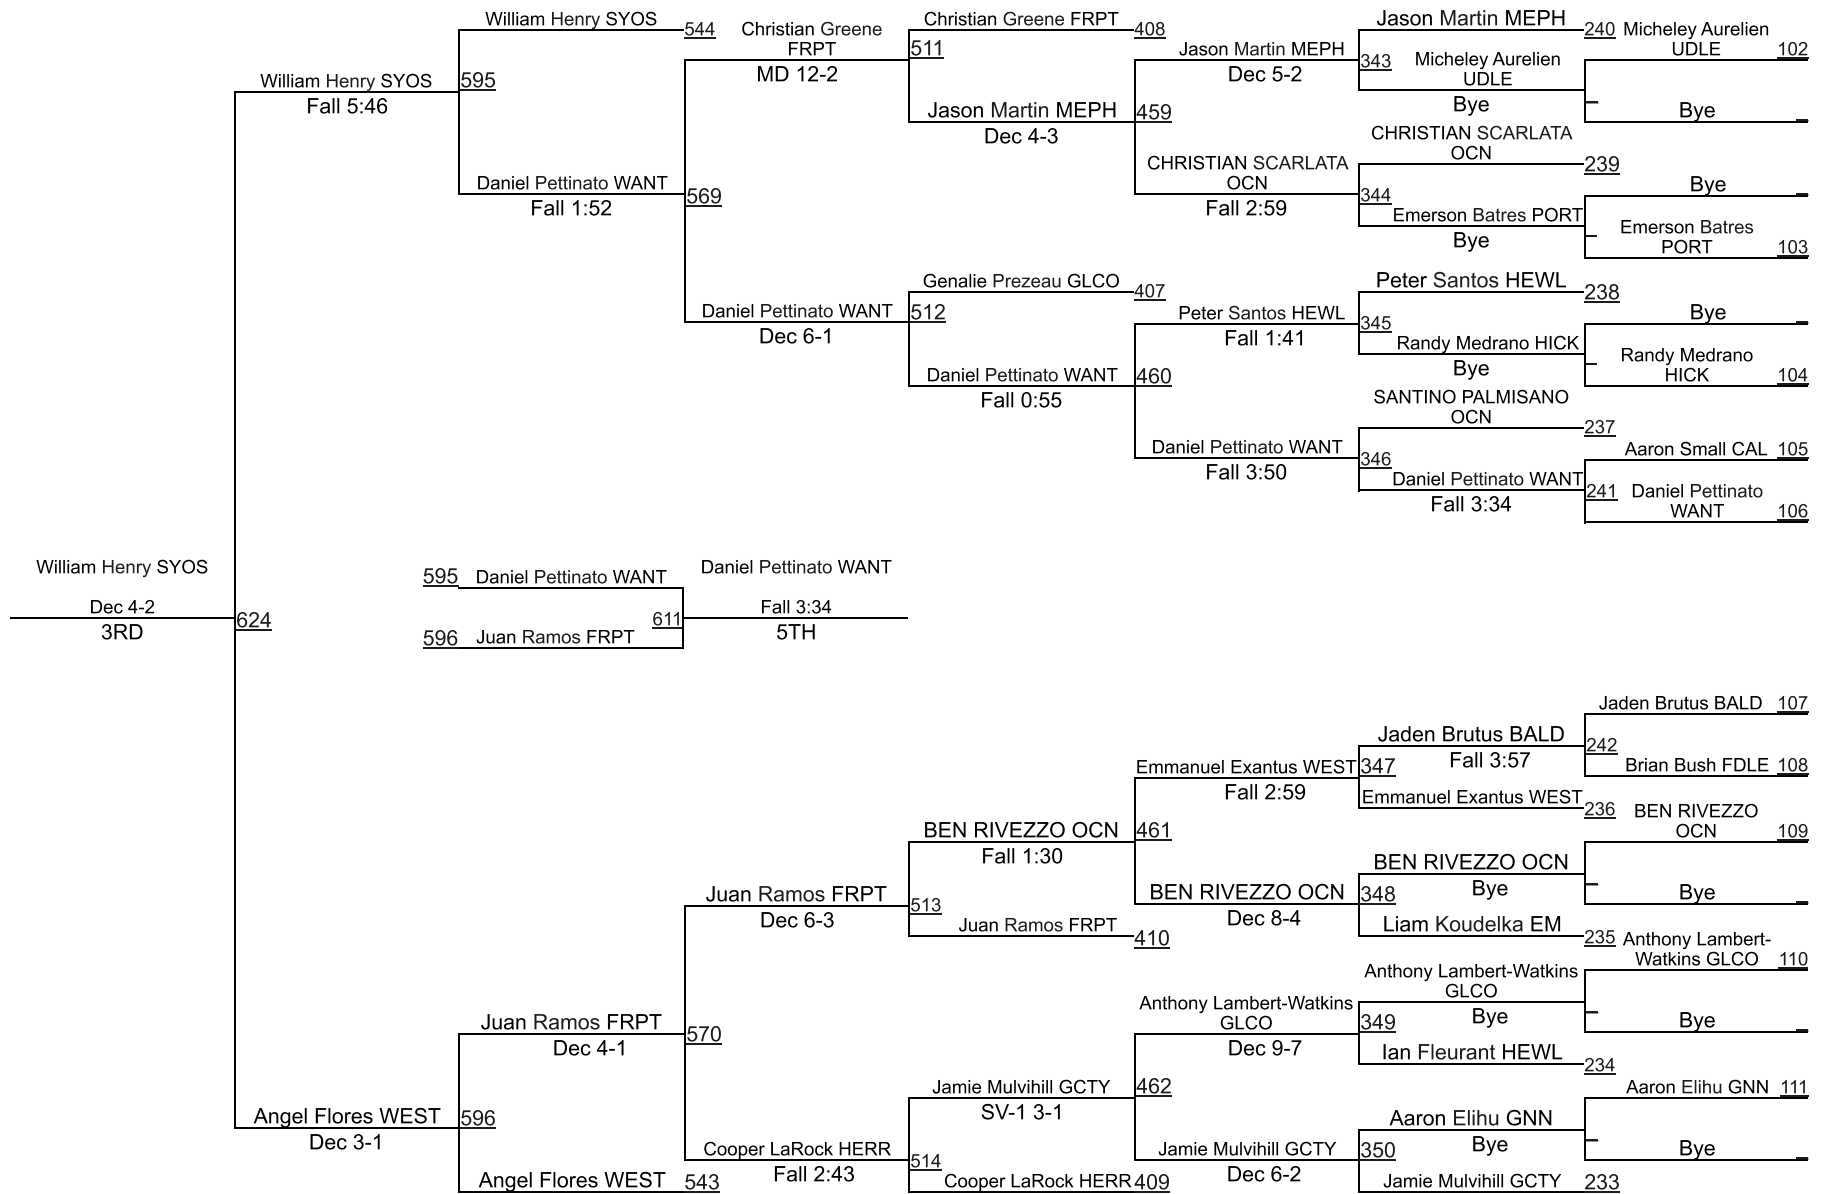 William Henry SYOS
544
Christian Greene
FRPT
MD 12-2
Christian Greene FRPT
408
Jason Martin MEPH
240
Micheley Aurelien
UDLE
102
511
Jason Martin MEPH
Dec 5-2
343
Micheley Aurelien
UDLE
Bye
Bye
William Henry SYOS
Fall 5:46
595
Jason Martin MEPH
Dec 4-3
459
CHRISTIAN SCARLATA
OCN
239
CHRISTIAN SCARLATA
OCN
Fall 2:59
344
Emerson Batres PORT
Bye
Bye
Emerson Batres
PORT
103
Daniel Pettinato WANT
Fall 1:52
569
Genalie Prezeau GLCO
407
Peter Santos HEWL
238
Bye
Daniel Pettinato WANT
Dec 6-1
512
Peter Santos HEWL
Fall 1:41
345
Randy Medrano HICK
Bye
Randy Medrano
HICK
104
Daniel Pettinato WANT
Fall 0:55
460
SANTINO PALMISANO
OCN
237
Aaron Small CAL
105
Daniel Pettinato WANT
Fall 3:50
346
Daniel Pettinato WANT
Fall 3:34
241
Daniel Pettinato
WANT
106
William Henry SYOS
Dec 4-2
3RD
624
595
Daniel Pettinato WANT
596
Juan Ramos FRPT
611
Daniel Pettinato WANT
Fall 3:34
5TH
Jaden Brutus BALD
107
Jaden Brutus BALD
Fall 3:57
242
Brian Bush FDLE
108
Emmanuel Exantus WEST
Fall 2:59
347
Emmanuel Exantus WEST
236
BEN RIVEZZO
OCN
109
BEN RIVEZZO OCN
Fall 1:30
461
BEN RIVEZZO OCN
Bye
Bye
BEN RIVEZZO OCN
Dec 8-4
348
Liam Koudelka EM
235
Juan Ramos FRPT
Dec 6-3
513
Juan Ramos FRPT
410
Anthony Lambert-
Watkins GLCO
110
Anthony Lambert-Watkins
GLCO
Bye
Bye
Anthony Lambert-Watkins
GLCO
Dec 9-7
349
Ian Fleurant HEWL
234
Juan Ramos FRPT
Dec 4-1
570
Jamie Mulvihill GCTY
SV-1 3-1
462
Aaron Elihu GNN
111
Angel Flores WEST
Dec 3-1
596
Aaron Elihu GNN
Bye
Bye
Cooper LaRock HERR
Fall 2:43
514
Jamie Mulvihill GCTY
Dec 6-2
350
Angel Flores WEST
543
Cooper LaRock HERR
409
Jamie Mulvihill GCTY
233